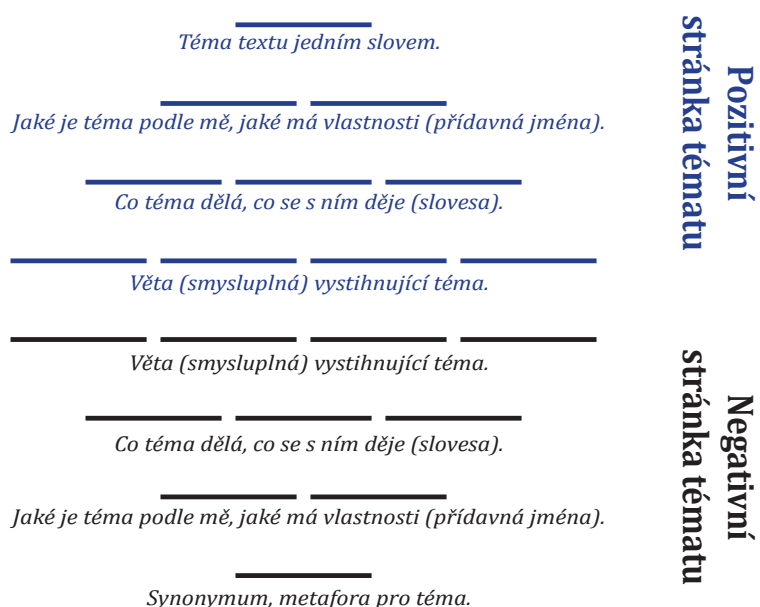 Téma textu jedním slovem.
Jaké je téma podle mě, jaké má vlastnosti (přídavná jména).
Co téma dělá, co se s ním děje (slovesa).
Věta (smysluplná) vystihnující téma.
Pozitivní
stránka tématu
Věta (smysluplná) vystihnující téma.
Co téma dělá, co se s ním děje (slovesa).
Jaké je téma podle mě, jaké má vlastnosti (přídavná jména).
Synonymum, metafora pro téma.
Negativní
stránka tématu